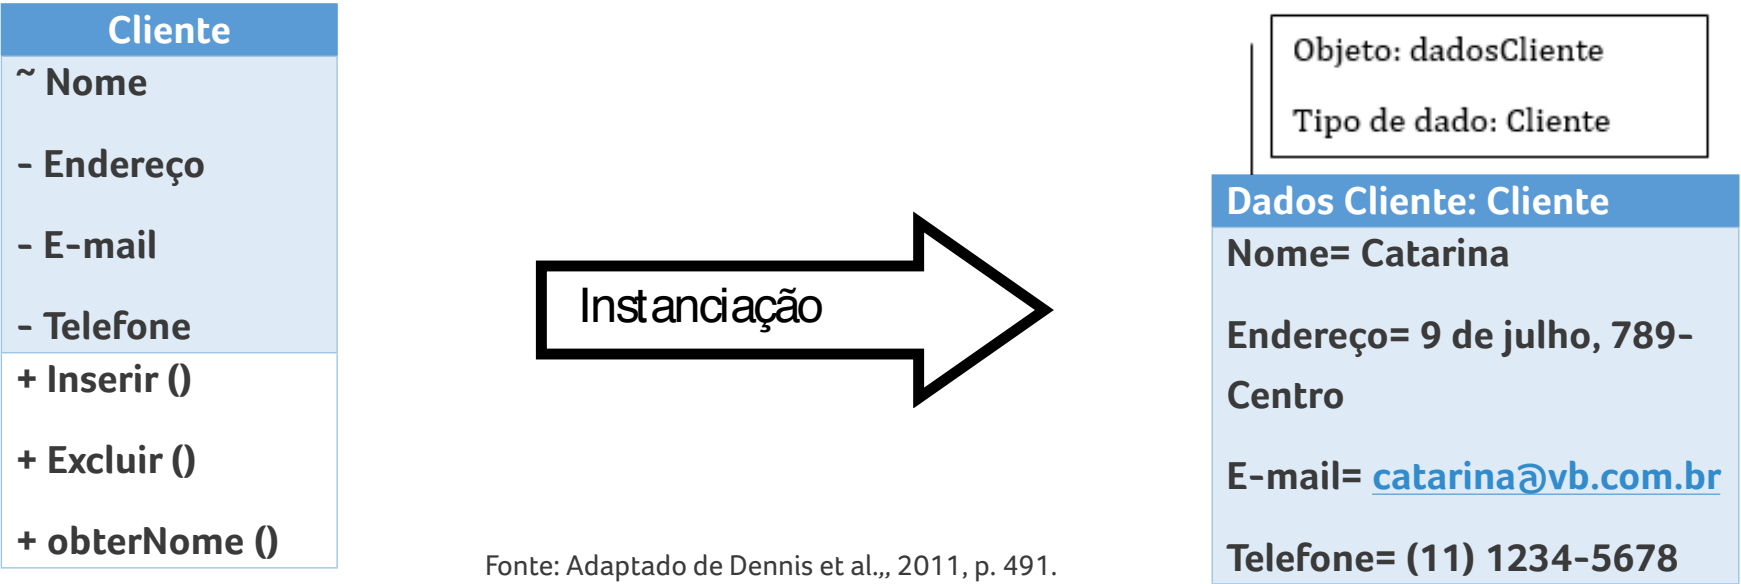 Cliente
~ Nome
- Endereço
- E-mail
- Telefone
+ Inserir ()
+ Excluir ()
+ obterNome ()
Instanciação
Fonte: Adaptado de Dennis et al.,, 2011, p. 491.
Objeto: dadosCliente
Tipo de dado: Cliente
Dados Cliente: Cliente
Nome= Catarina
Endereço= 9 de julho, 789-
Centro
E-mail= catarina@vb.com.br
Telefone= (11) 1234-5678